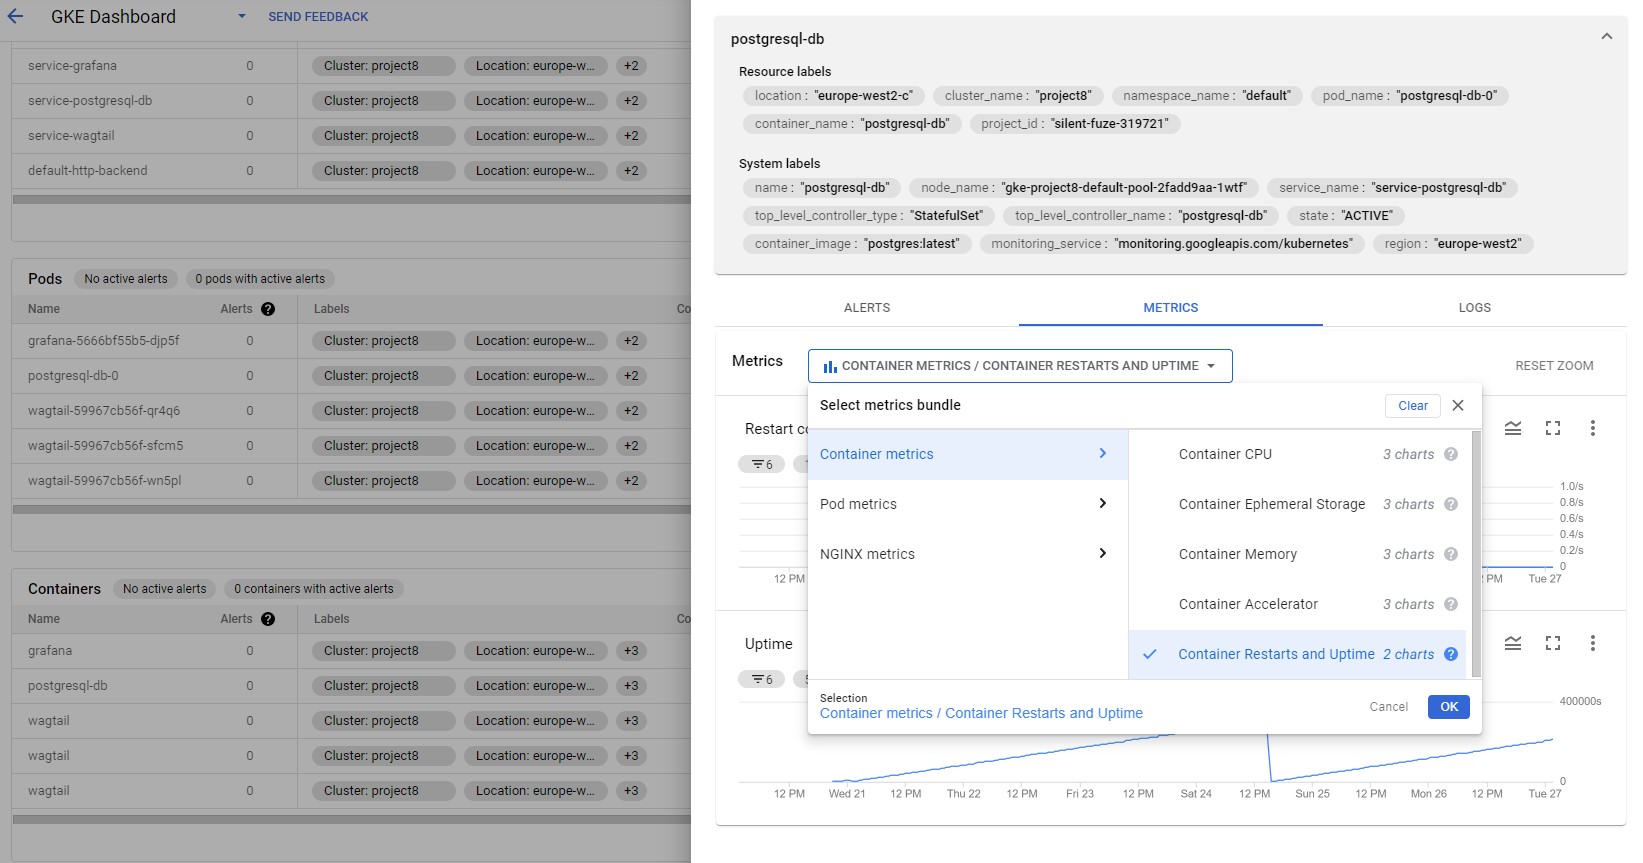 GKE Dashboard
SEND FEEDBACK
service-grafana 0 Cluster: project8 Location: europe-w... +2
service-postgresql-db 0 Cluster: project8 Location: europe-w... +2
service-wagtail 0 Cluster: project8 Location: europe-w... +2
default-http-backend 0 Cluster: project8 Location: europe-w... +2
Pods No active alerts 0 pods with active alerts
Name Alerts ? Labels Co
grafana-5666bf55b5-djp5f 0 Cluster: project8 Location: europe-w... +2
postgresql-db-0 0 Cluster: project8 Location: europe-w... +2
wagtail-59967cb56f-qr4q6 0 Cluster: project8 Location: europe-w... +2
wagtail-59967cb56f-sfcm5 0 Cluster: project8 Location: europe-w... +2
wagtail-59967cb56f-wn5pl 0 Cluster: project8 Location: europe-w... +2
Containers No active alerts 0 containers with active alerts
Name Alerts ? Labels Co
grafana 0 Cluster: project8 Location: europe-w... +3
postgresql-db 0 Cluster: project8 Location: europe-w... +3
wagtail 0 Cluster: project8 Location: europe-w... +3
wagtail 0 Cluster: project8 Location: europe-w... +3
wagtail 0 Cluster: project8 Location: europe-w... +3
postgresql-db
Resource labels
location : "europe-west2-c" cluster_name : "project8" namespace_name : "default" pod_name : "postgresql-db-0"
container_name : "postgresql-db" project_id : "silent-fuze-319721"
System labels
name : "postgresql-db" node_name : "gke-project8-default-pool-2fadd9aa-1wtf" service_name : "service-postgresql-db"
top_level_controller_type : "StatefulSet" top_level_controller_name : "postgresql-db" state : "ACTIVE"
container_image : "postgres:latest" monitoring_service : "monitoring.googleapis.com/kubernetes" region : "europe-west2"
ALERTS METRICS LOGS
Metrics CONTAINER METRICS / CONTAINER RESTARTS AND UPTIME RESET ZOOM
Select metrics bundle Clear
Container metrics
Pod metrics
NGINX metrics
Container CPU 3 charts ?
Container Ephemeral Storage 3 charts ?
Container Memory 3 charts ?
Container Accelerator 3 charts ?
Container Restarts and Uptime 2 charts ?
Selection
Container metrics / Container Restarts and Uptime
Cancel OK
Restart
6
1.0/s
0.8/s
0.6/s
0.4/s
0.2/s
0
12 PM PM Tue 27
Uptime
6
400000s
0
12 PM Wed 21 12 PM Thu 22 12 PM Fri 23 12 PM Sat 24 12 PM Sun 25 12 PM Mon 26 12 PM Tue 27